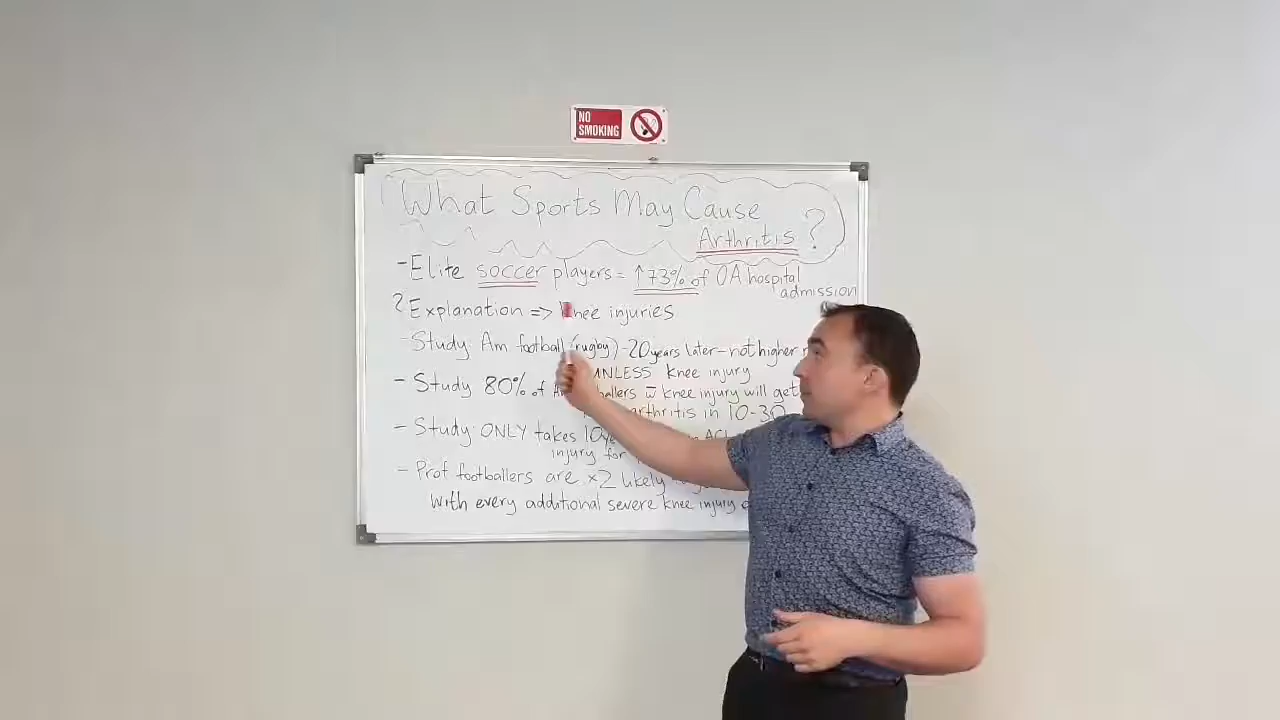 NO
SMOKING
What Sports May Cause
Arthritis ?
- Elite soccer players = ↑73% of OA hospital
admission
? Explanation => Knee injuries
- Study Am football (rugby) - 20 years later - not higher
UNLESS knee injury
- Study 80% of knee injury will get
arthritis in 10-30
- Study: ONLY takes ACL
injury for
- Prof footballers are x2 likely
with every additional severe knee injury